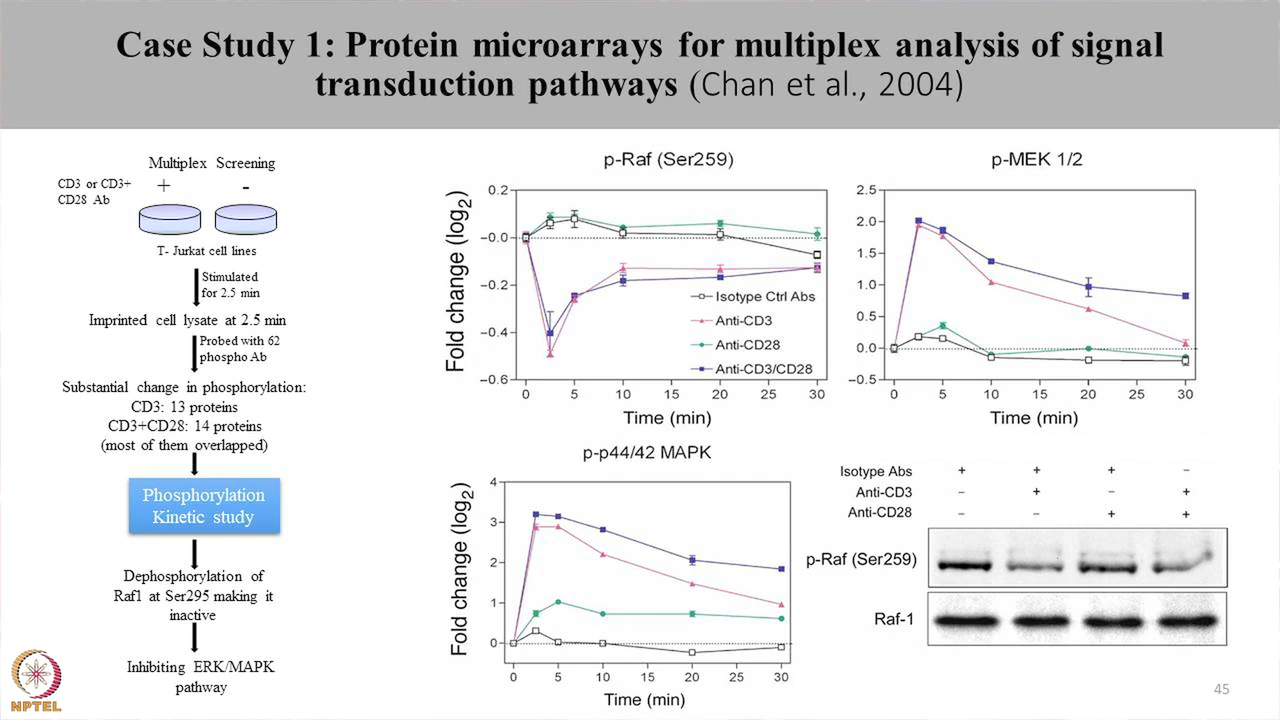 Case Study 1: Protein microarrays for multiplex analysis of signal
transduction pathways (Chan et al., 2004)
Multiplex Screening
CD3 or CD3+
CD28 Ab
+ -
T- Jurkat cell lines
Stimulated
for 2.5 min
Imprinted cell lysate at 2.5 min
Probed with 62
phospho Ab
Substantial change in phosphorylation:
CD3: 13 proteins
CD3+CD28: 14 proteins
(most of them overlapped)
Phosphorylation
Kinetic study
Dephosphorylation of
Raf1 at Ser295 making it
inactive
Inhibiting ERK/MAPK
pathway
NPTEL
p-Raf (Ser259)
Fold change (log2)
0.2
−0.0
−0.2
−0.4
−0.6
Isotype Ctrl Abs
Anti-CD3
Anti-CD28
Anti-CD3/CD28
0 5 10 15 20 25 30
Time (min)
p-MEK 1/2
Fold change (log2)
2.5
2.0
1.5
1.0
0.5
0.0
−0.5
0 5 10 15 20 25 30
Time (min)
p-p44/42 MAPK
Fold change (log2)
4
3
2
1
0
0 5 10 15 20 25 30
Time (min)
Isotype Abs + + + −
Anti-CD3 − + − +
Anti-CD28 − − + +
p-Raf (Ser259)
Raf-1
45